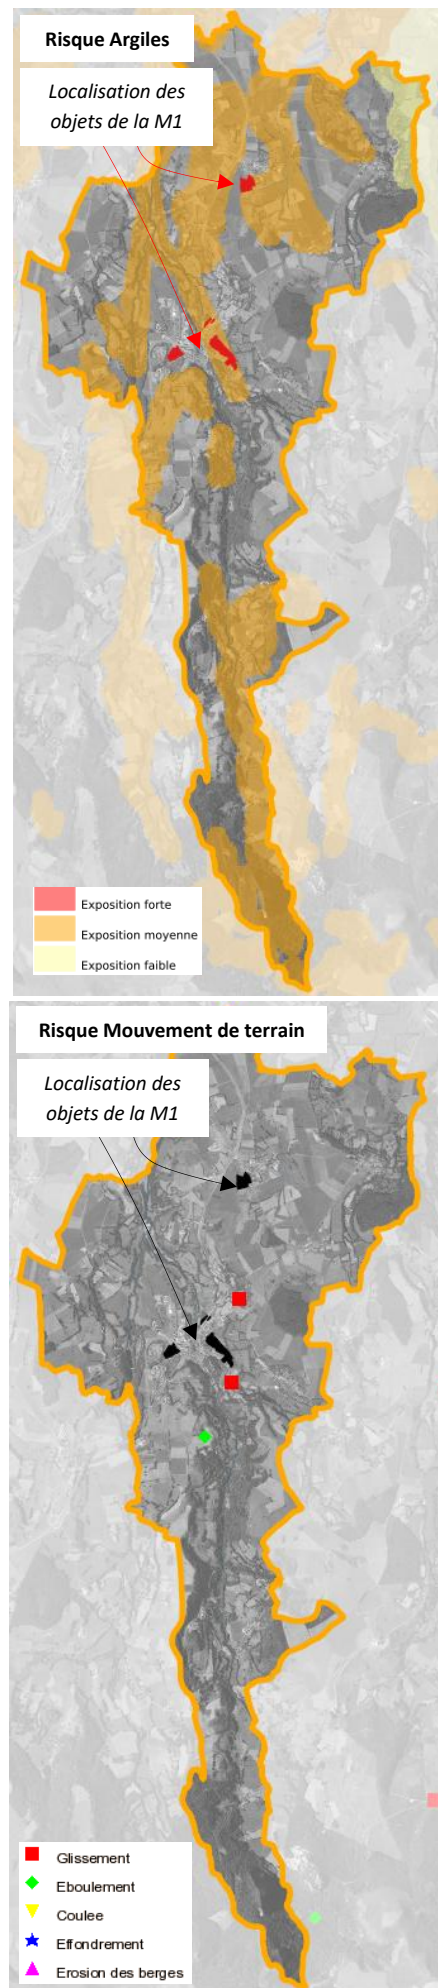 Risque Argiles
Localisation des
objets de la M1
Exposition forte
Exposition moyenne
Exposition faible
Risque Mouvement de terrain
Localisation des
objets de la M1
Glissement
Eboulement
Coulee
Effondrement
Erosion des berges